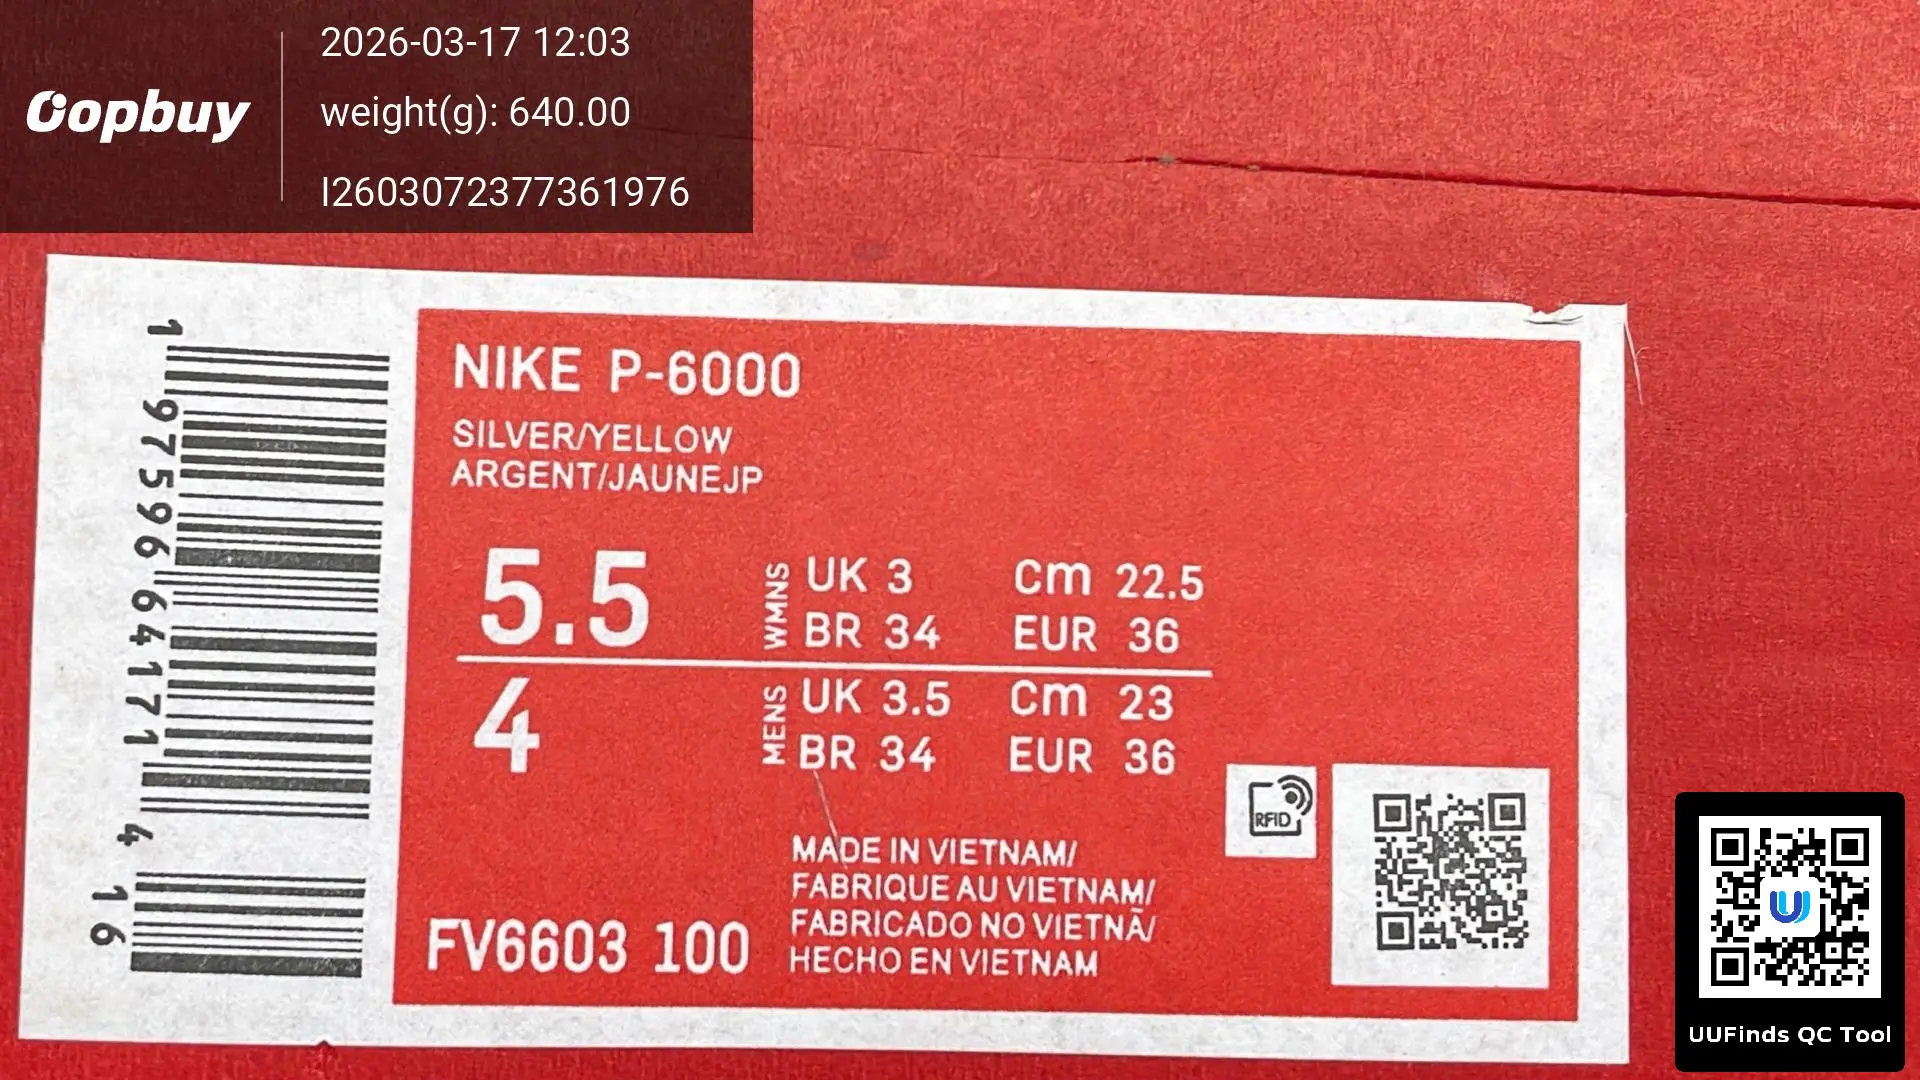 Oopbuy
2026-03-17 12:03
weight(g): 640.00
I2603072377361976
NIKE P-6000
SILVER/YELLOW
ARGENT/JAUNEJP
5.5
WMNS
UK 3 Cm 22.5
BR 34 EUR 36
4
MENS
UK 3.5 Cm 23
BR 34 EUR 36
RFID
MADE IN VIETNAM/
FABRIQUE AU VIETNAM/
FABRICADO NO VIETNÃ/
HECHO EN VIETNAM
FV6603 100
1 97596 64171 4
16
UUFinds QC Tool